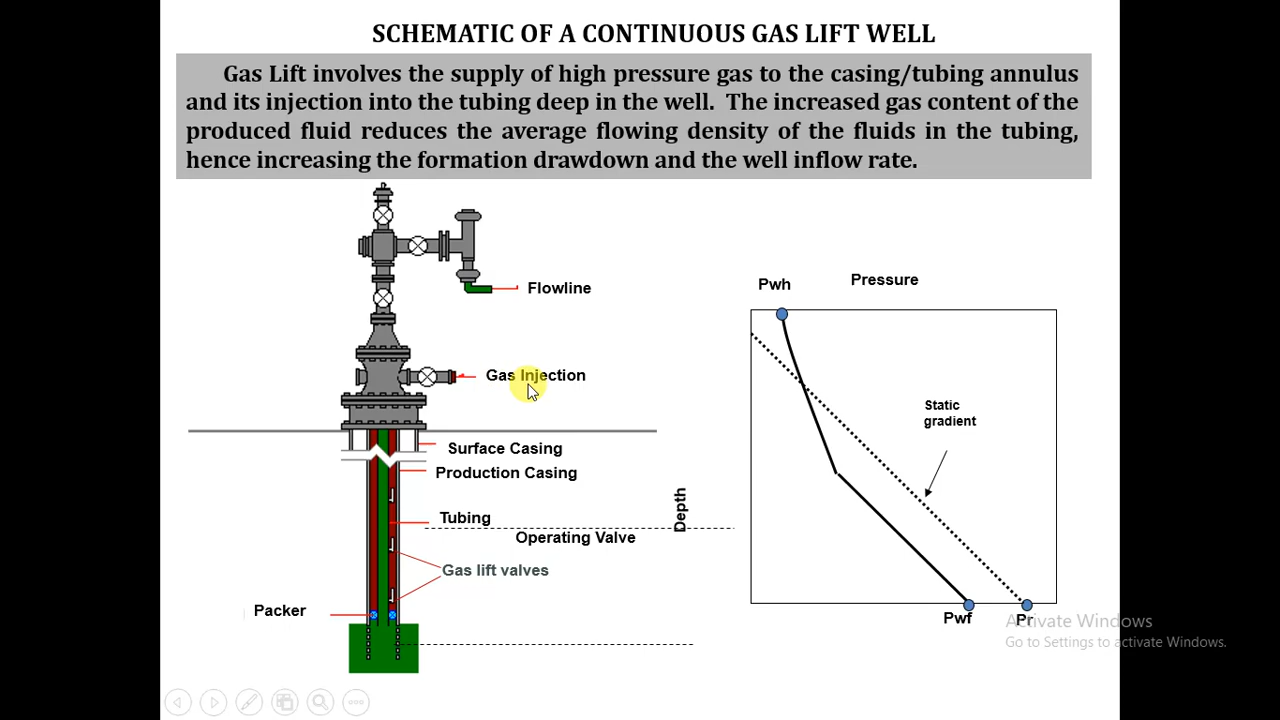 SCHEMATIC OF A CONTINUOUS GAS LIFT WELL
Gas Lift involves the supply of high pressure gas to the casing/tubing annulus
and its injection into the tubing deep in the well. The increased gas content of the
produced fluid reduces the average flowing density of the fluids in the tubing,
hence increasing the formation drawdown and the well inflow rate.
Flowline
Gas Injection
Surface Casing
Production Casing
Tubing
Operating Valve
Gas lift valves
Packer
Depth
Pwh
Pressure
Static
gradient
Pwf
Pr
Activate Windows
Go to Settings to activate Windows.